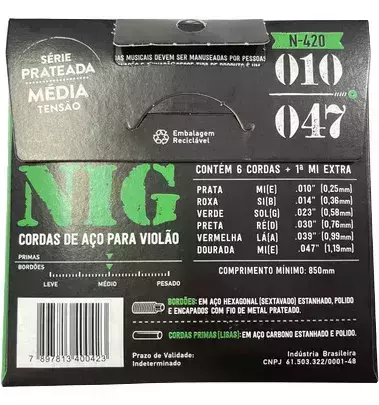 SÉRIE
PRATEADA
MÉDIA
TENSÃO
AS MUSICAIS DEVEM SER MANUSEADAS POR PESSOA
N-420
010
047
Embalagem
Reciclável
NIG
CORDAS DE AÇO PARA VIOLÃO
CONTÉM 6 CORDAS + 1ª MI EXTRA
PRATA MI(E) .010" (0,25mm)
ROXA SI(B) .014" (0,36mm)
VERDE SOL(G) .023" (0,58mm)
PRETA RÉ(D) .030" (0,76mm)
VERMELHA LÁ(A) .039" (0,99mm)
DOURADA MI(E) .047" (1,19mm)
COMPRIMENTO MÍNIMO: 850mm
PRIMAS
BORDÕES
LEVE MÉDIO PESADO
BORDÕES: EM AÇO HEXAGONAL (SEXTAVADO) ESTANHADO, POLIDO
E ENCAPADOS COM FIO DE METAL PRATEADO.
CORDAS PRIMAS (LISAS): EM AÇO CARBONO ESTANHADO E POLIDO.
7 897813 400423
Prazo de Validade:
Indeterminado
Indústria Brasileira
CNPJ 61.503.322/0001-48